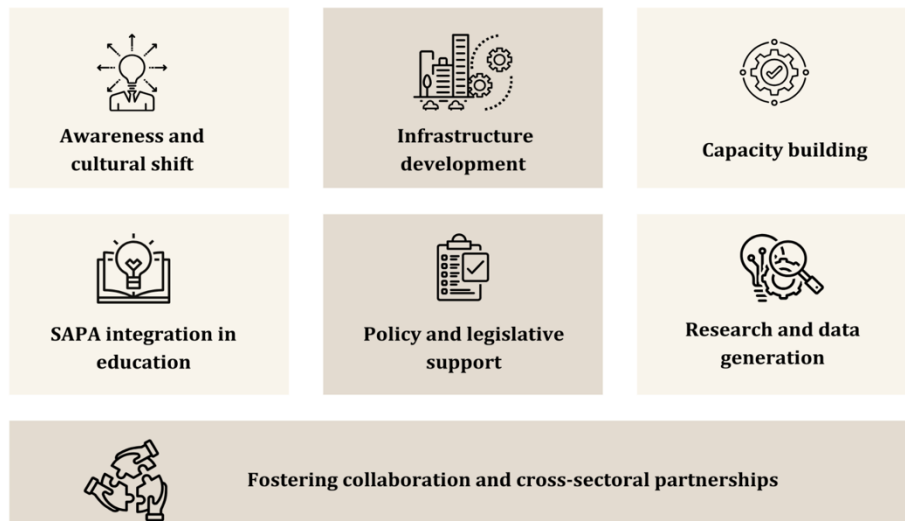 Awareness and
cultural shift
Infrastructure
development
Capacity building
SAPA integration in
education
Policy and legislative
support
Research and data
generation
Fostering collaboration and cross-sectoral partnerships